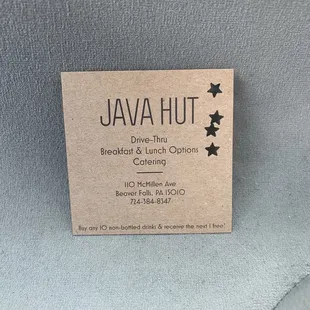 JAVA HUT
Drive-Thru
Breakfast & Lunch Options
Catering
110 McMillen Ave
Beaver Falls, PA 15010
724-384-8147
Buy any 10 non-bottled drinks & receive the next 1 free!